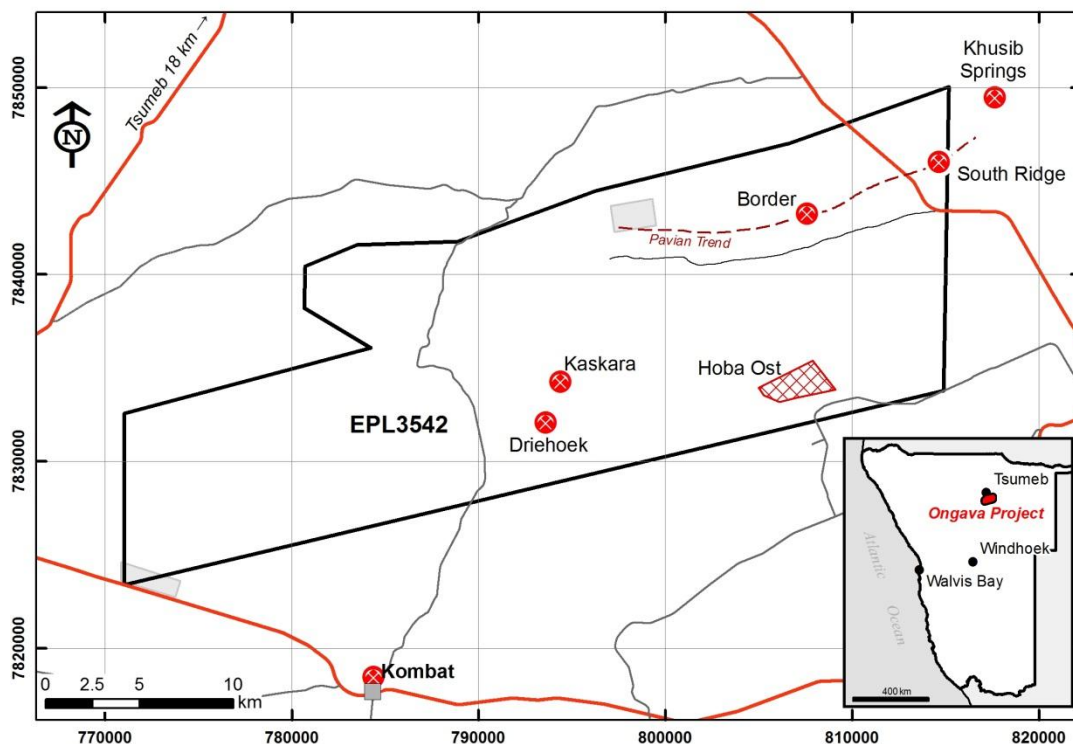 Tsumeb 18 km →
Khusib
Springs
N
South Ridge
Border
Pavian Trend
Kaskara
Hoba Ost
EPL3542
Driehoek
Kombat
0 2.5 5 10
km
Tsumeb
Ongava Project
Windhoek
Walvis Bay
Atlantic
Ocean
400 km
7850000
7840000
7830000
7820000
770000 780000 790000 800000 810000 820000